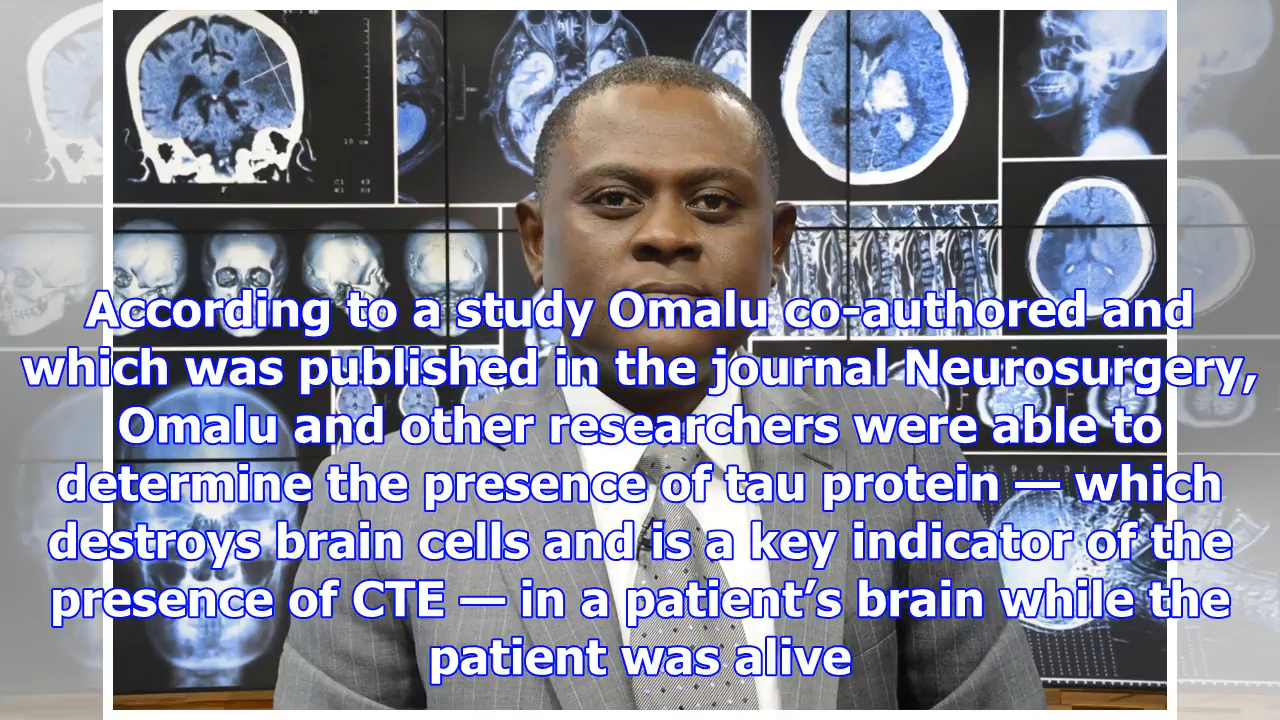 According to a study Omalu co-authored and
which was published in the journal Neurosurgery,
Omalu and other researchers were able to
determine the presence of tau protein — which
destroys brain cells and is a key indicator of the
presence of CTE — in a patient’s brain while the
patient was alive